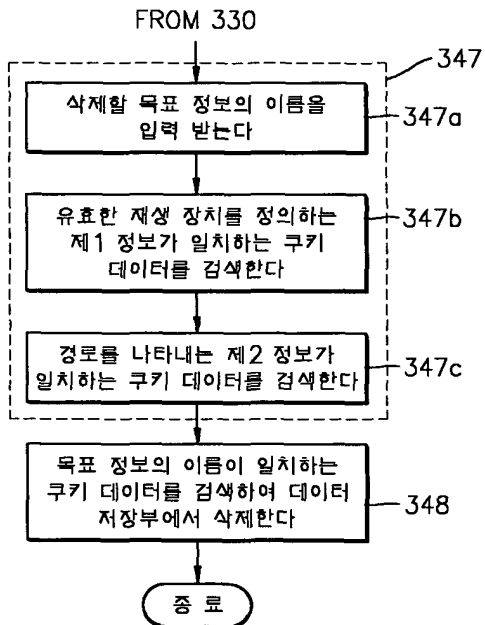 FROM 330
347
삭제할 목표 정보의 이름을
입력 받는다
347a
유효한 재생 장치를 정의하는
제1 정보가 일치하는 쿠키
데이터를 검색한다
347b
경로를 나타내는 제2 정보가
일치하는 쿠키 데이터를 검색한다
347c
목표 정보의 이름이 일치하는
쿠키 데이터를 검색하여 데이터
저장부에서 삭제한다
348
종 료